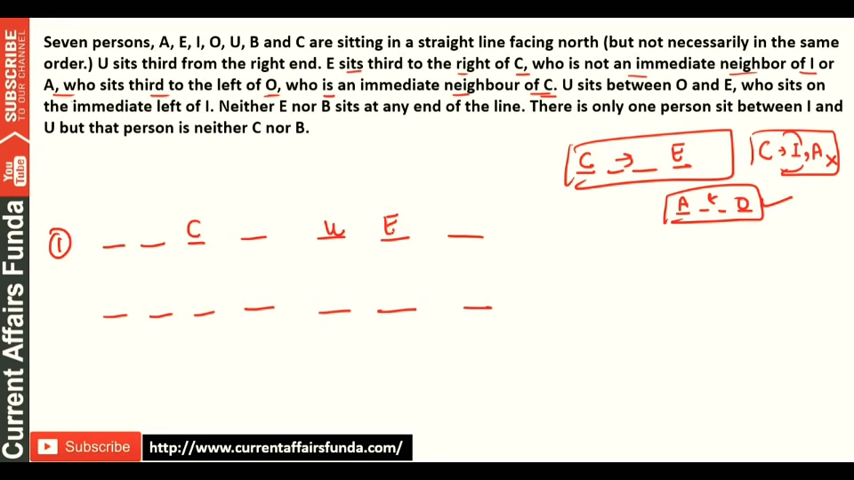 SUBSCRIBE
TO OUR CHANNEL
You Tube
Current Affairs Funda
Seven persons, A, E, I, O, U, B and C are sitting in a straight line facing north (but not necessarily in the same
order.) U sits third from the right end. E sits third to the right of C, who is not an immediate neighbor of I or
A, who sits third to the left of O, who is an immediate neighbour of C. U sits between O and E, who sits on
the immediate left of I. Neither E nor B sits at any end of the line. There is only one person sit between I and
U but that person is neither C nor B.
C → _ E
C → I, A x
A _ _ O
1 _ _ C _ U E _
Subscribe http://www.currentaffairsfunda.com/